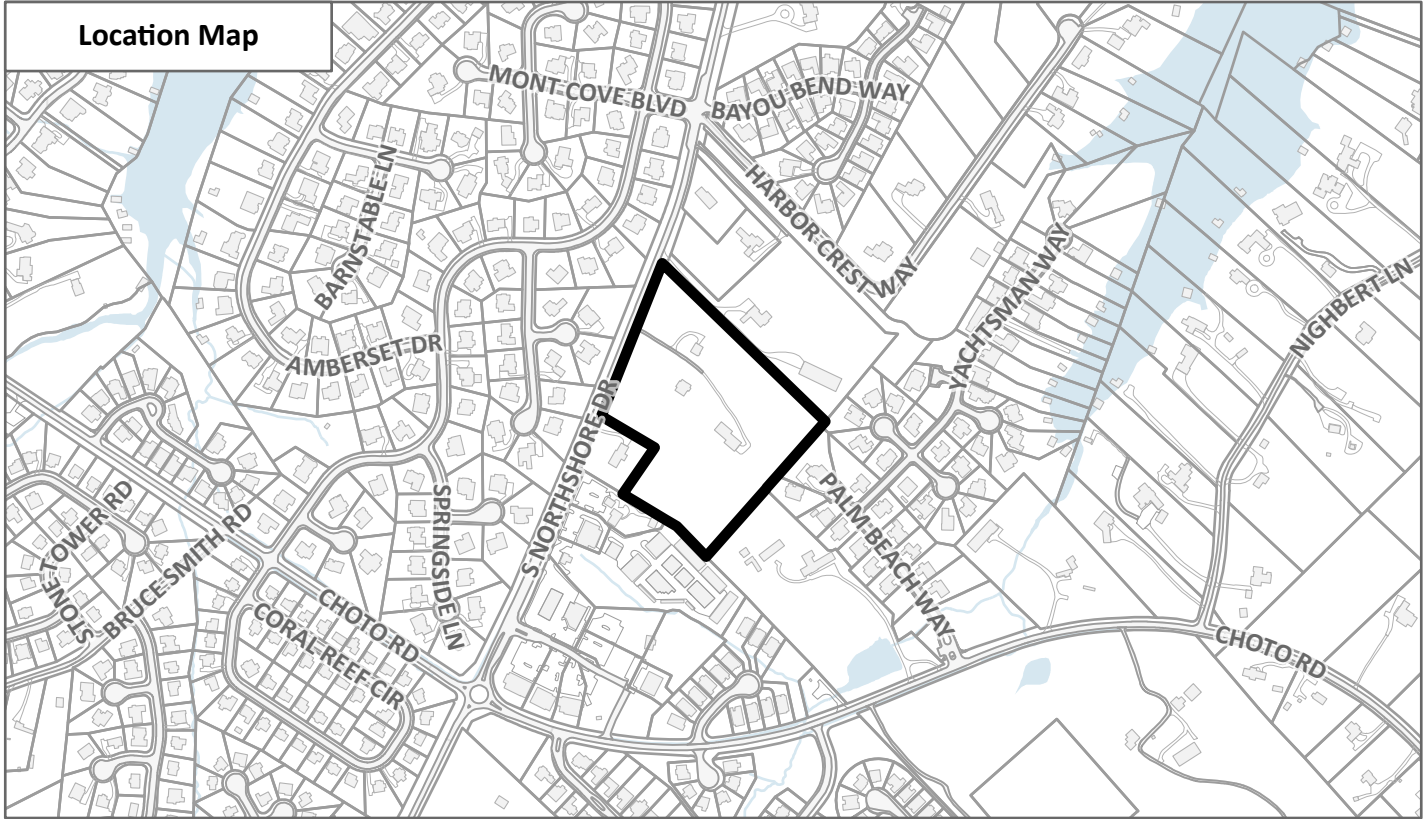 Location Map
MONT COVE BLVD
BAYOU BEND WAY
HARBOR CREST WAY
BARNSTABLE LN
YACHTSMAN WAY
NIGHBERT LN
AMBERSET DR
S NORTHSHORE DR
PALM BEACH WAY
SPRINGSIDE LN
STONE TOWER RD
BRUCE SMITH RD
CHOTO RD
CORAL REEF CIR
CHOTO RD